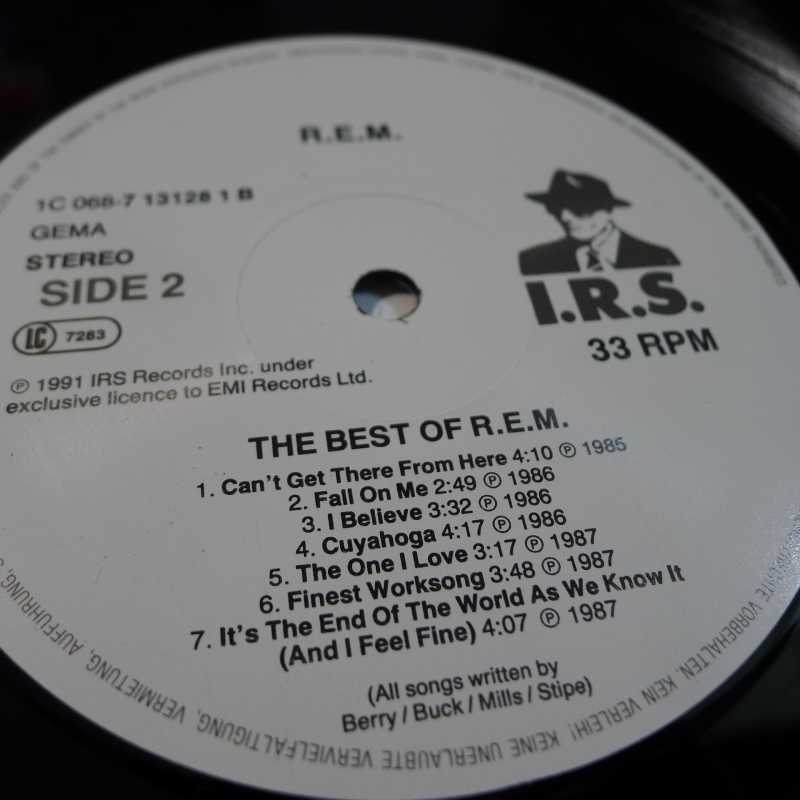 R.E.M.
1C 068-7 13128 1 B
GEMA
STEREO
SIDE 2
LC 7263
I.R.S.
33 RPM
℗ 1991 IRS Records Inc. under
exclusive licence to EMI Records Ltd.
THE BEST OF R.E.M.
1. Can't Get There From Here 4:10 ℗ 1985
2. Fall On Me 2:49 ℗ 1986
3. I Believe 3:32 ℗ 1986
4. Cuyahoga 4:17 ℗ 1986
5. The One I Love 3:17 ℗ 1987
6. Finest Worksong 3:48 ℗ 1987
7. It's The End Of The World As We Know It
(And I Feel Fine) 4:07 ℗ 1987
(All songs written by
Berry / Buck / Mills / Stipe)
VORBEHALTEN. KEIN VERLEIH! KEINE UNERLAUBTE VERVIELFÄLTIGUNG, VERMIETUNG, AUFFÜHRUNG,